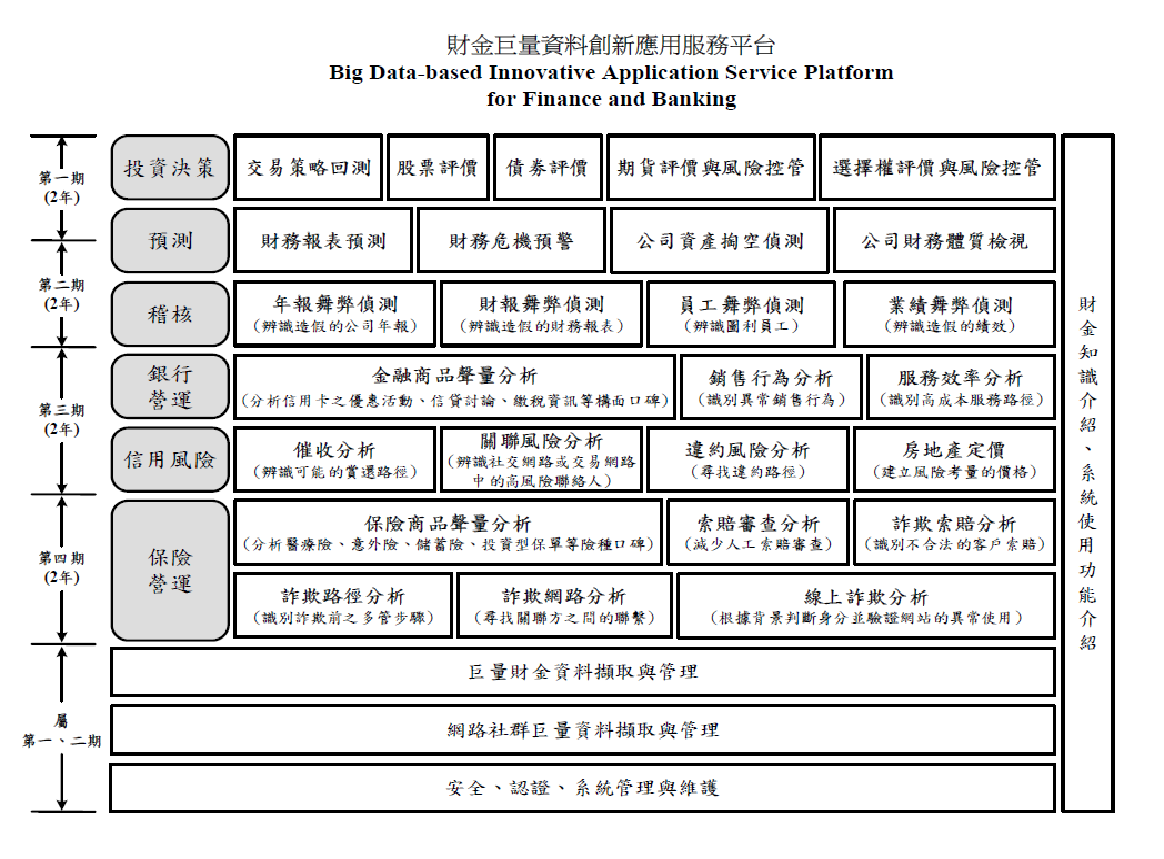 財金巨量資料創新應用服務平台
Big Data-based Innovative Application Service Platform
for Finance and Banking
第一期
(2年)
投資決策
交易策略回測
股票評價
債券評價
期貨評價與風險控管
選擇權評價與風險控管
預測
財務報表預測
財務危機預警
公司資產掏空偵測
公司財務體質檢視
第二期
(2年)
稽核
年報舞弊偵測
(辨識造假的公司年報)
財報舞弊偵測
(辨識造假的財務報表)
員工舞弊偵測
(辨識圖利員工)
業績舞弊偵測
(辨識造假的績效)
第三期
(2年)
銀行
營運
金融商品聲量分析
(分析信用卡之優惠活動、信貸討論、繳稅資訊等構面口碑)
銷售行為分析
(識別異常銷售行為)
服務效率分析
(識別高成本服務路徑)
信用風險
催收分析
(辨識可能的賞還路徑)
關聯風險分析
(辨識社交網路或交易網路
中的高風險聯絡人)
違約風險分析
(尋找違約路徑)
房地產定價
(建立風險考量的價格)
第四期
(2年)
保險
營運
保險商品聲量分析
(分析醫療險、意外險、儲蓄險、投資型保單等險種口碑)
索賠審查分析
(減少人工索賠審查)
詐欺索賠分析
(識別不合法的客戶索賠)
詐欺路徑分析
(識別詐欺前之多管步驟)
詐欺網路分析
(尋找關聯方之間的聯繫)
線上詐欺分析
(根據背景判斷身分並驗證網站的異常使用)
屬
第一、二期
巨量財金資料擷取與管理
網路社群巨量資料擷取與管理
安全、認證、系統管理與維護
財金知識介紹、系統使用功能介紹